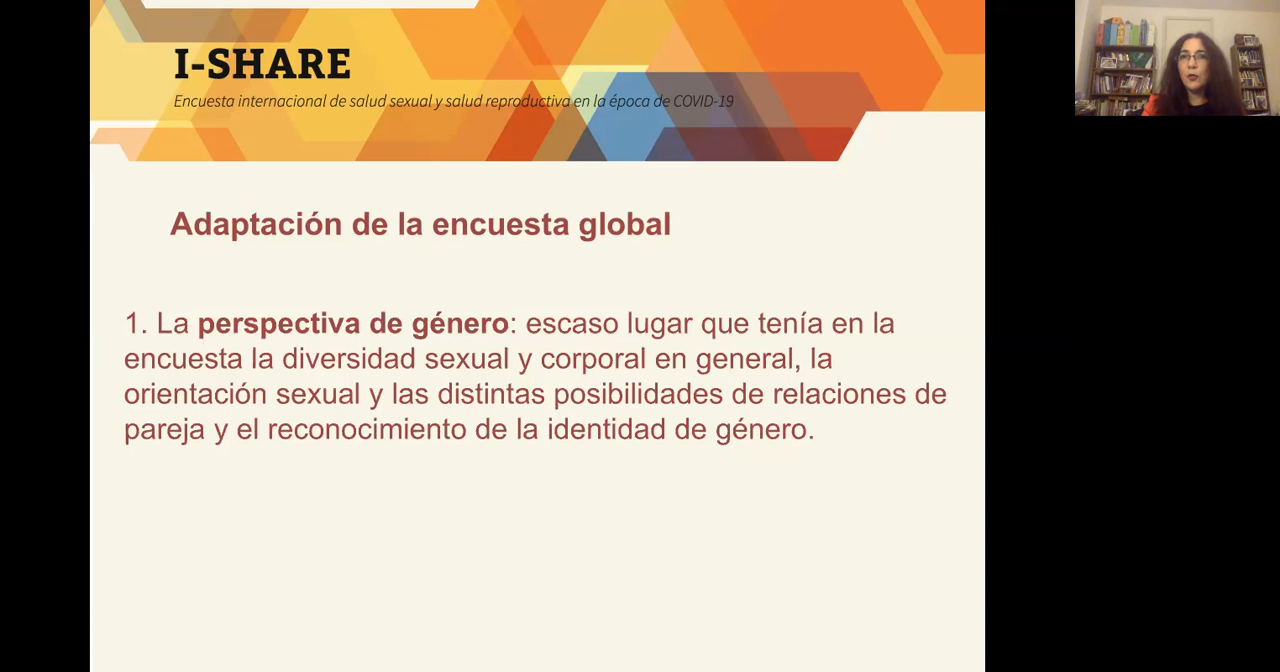 I-SHARE
Encuesta internacional de salud sexual y salud reproductiva en la época de COVID-19
Adaptación de la encuesta global
1. La perspectiva de género: escaso lugar que tenía en la
encuesta la diversidad sexual y corporal en general, la
orientación sexual y las distintas posibilidades de relaciones de
pareja y el reconocimiento de la identidad de género.